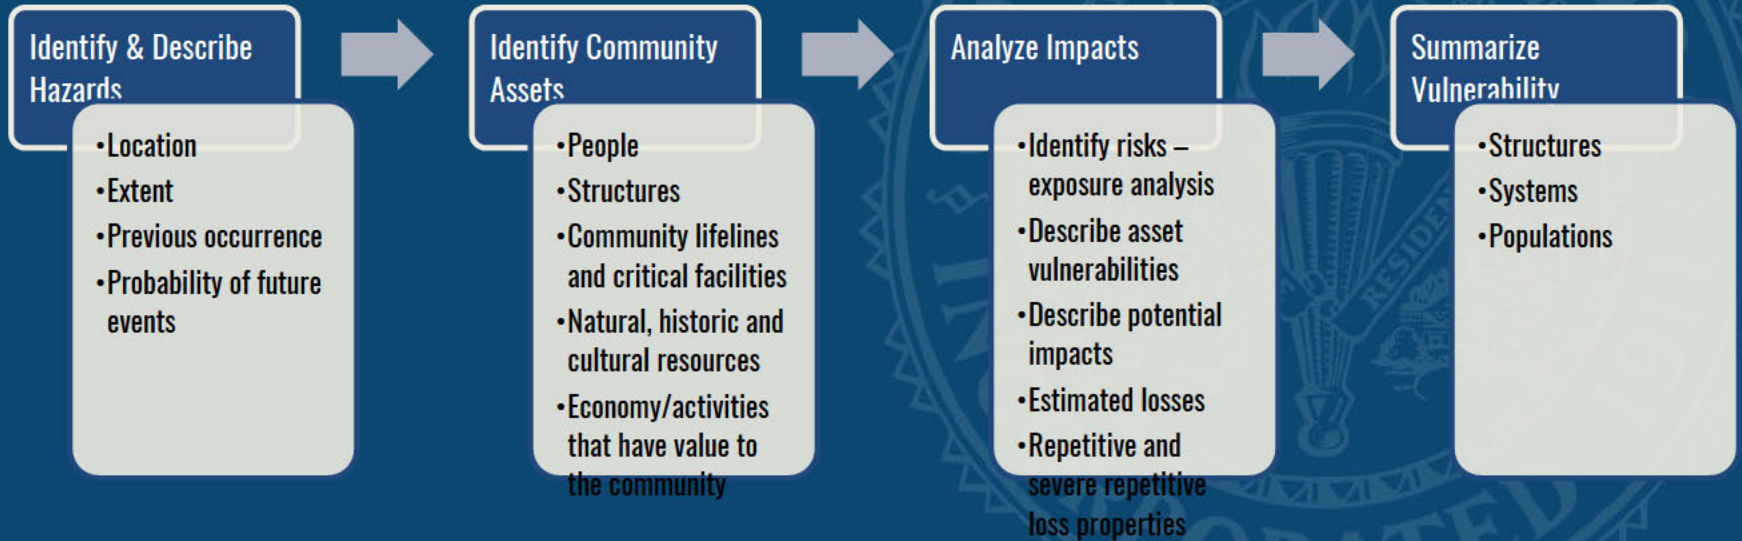 Identify & Describe
Hazards
•Location
•Extent
•Previous occurrence
•Probability of future
events
Identify Community
Assets
•People
•Structures
•Community lifelines
and critical facilities
•Natural, historic and
cultural resources
•Economy/activities
that have value to
the community
Analyze Impacts
•Identify risks –
exposure analysis
•Describe asset
vulnerabilities
•Describe potential
impacts
•Estimated losses
•Repetitive and
severe repetitive
loss properties
Summarize
Vulnerability
•Structures
•Systems
•Populations